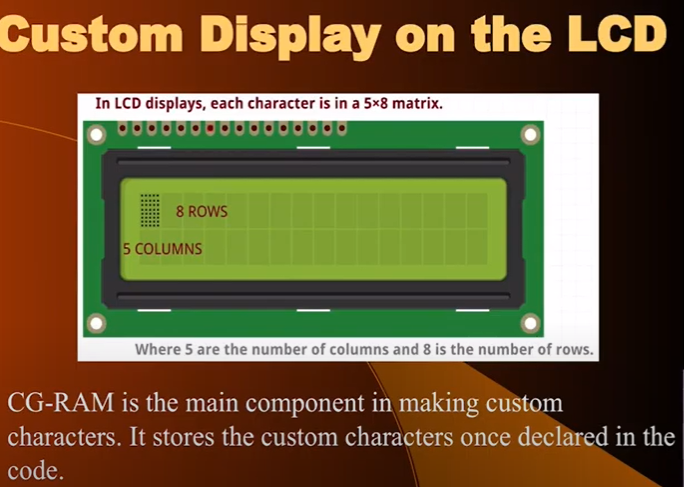 Custom Display on the LCD
In LCD displays, each character is in a 5×8 matrix.
8 ROWS
5 COLUMNS
Where 5 are the number of columns and 8 is the number of rows.
CG-RAM is the main component in making custom
characters. It stores the custom characters once declared in the
code.